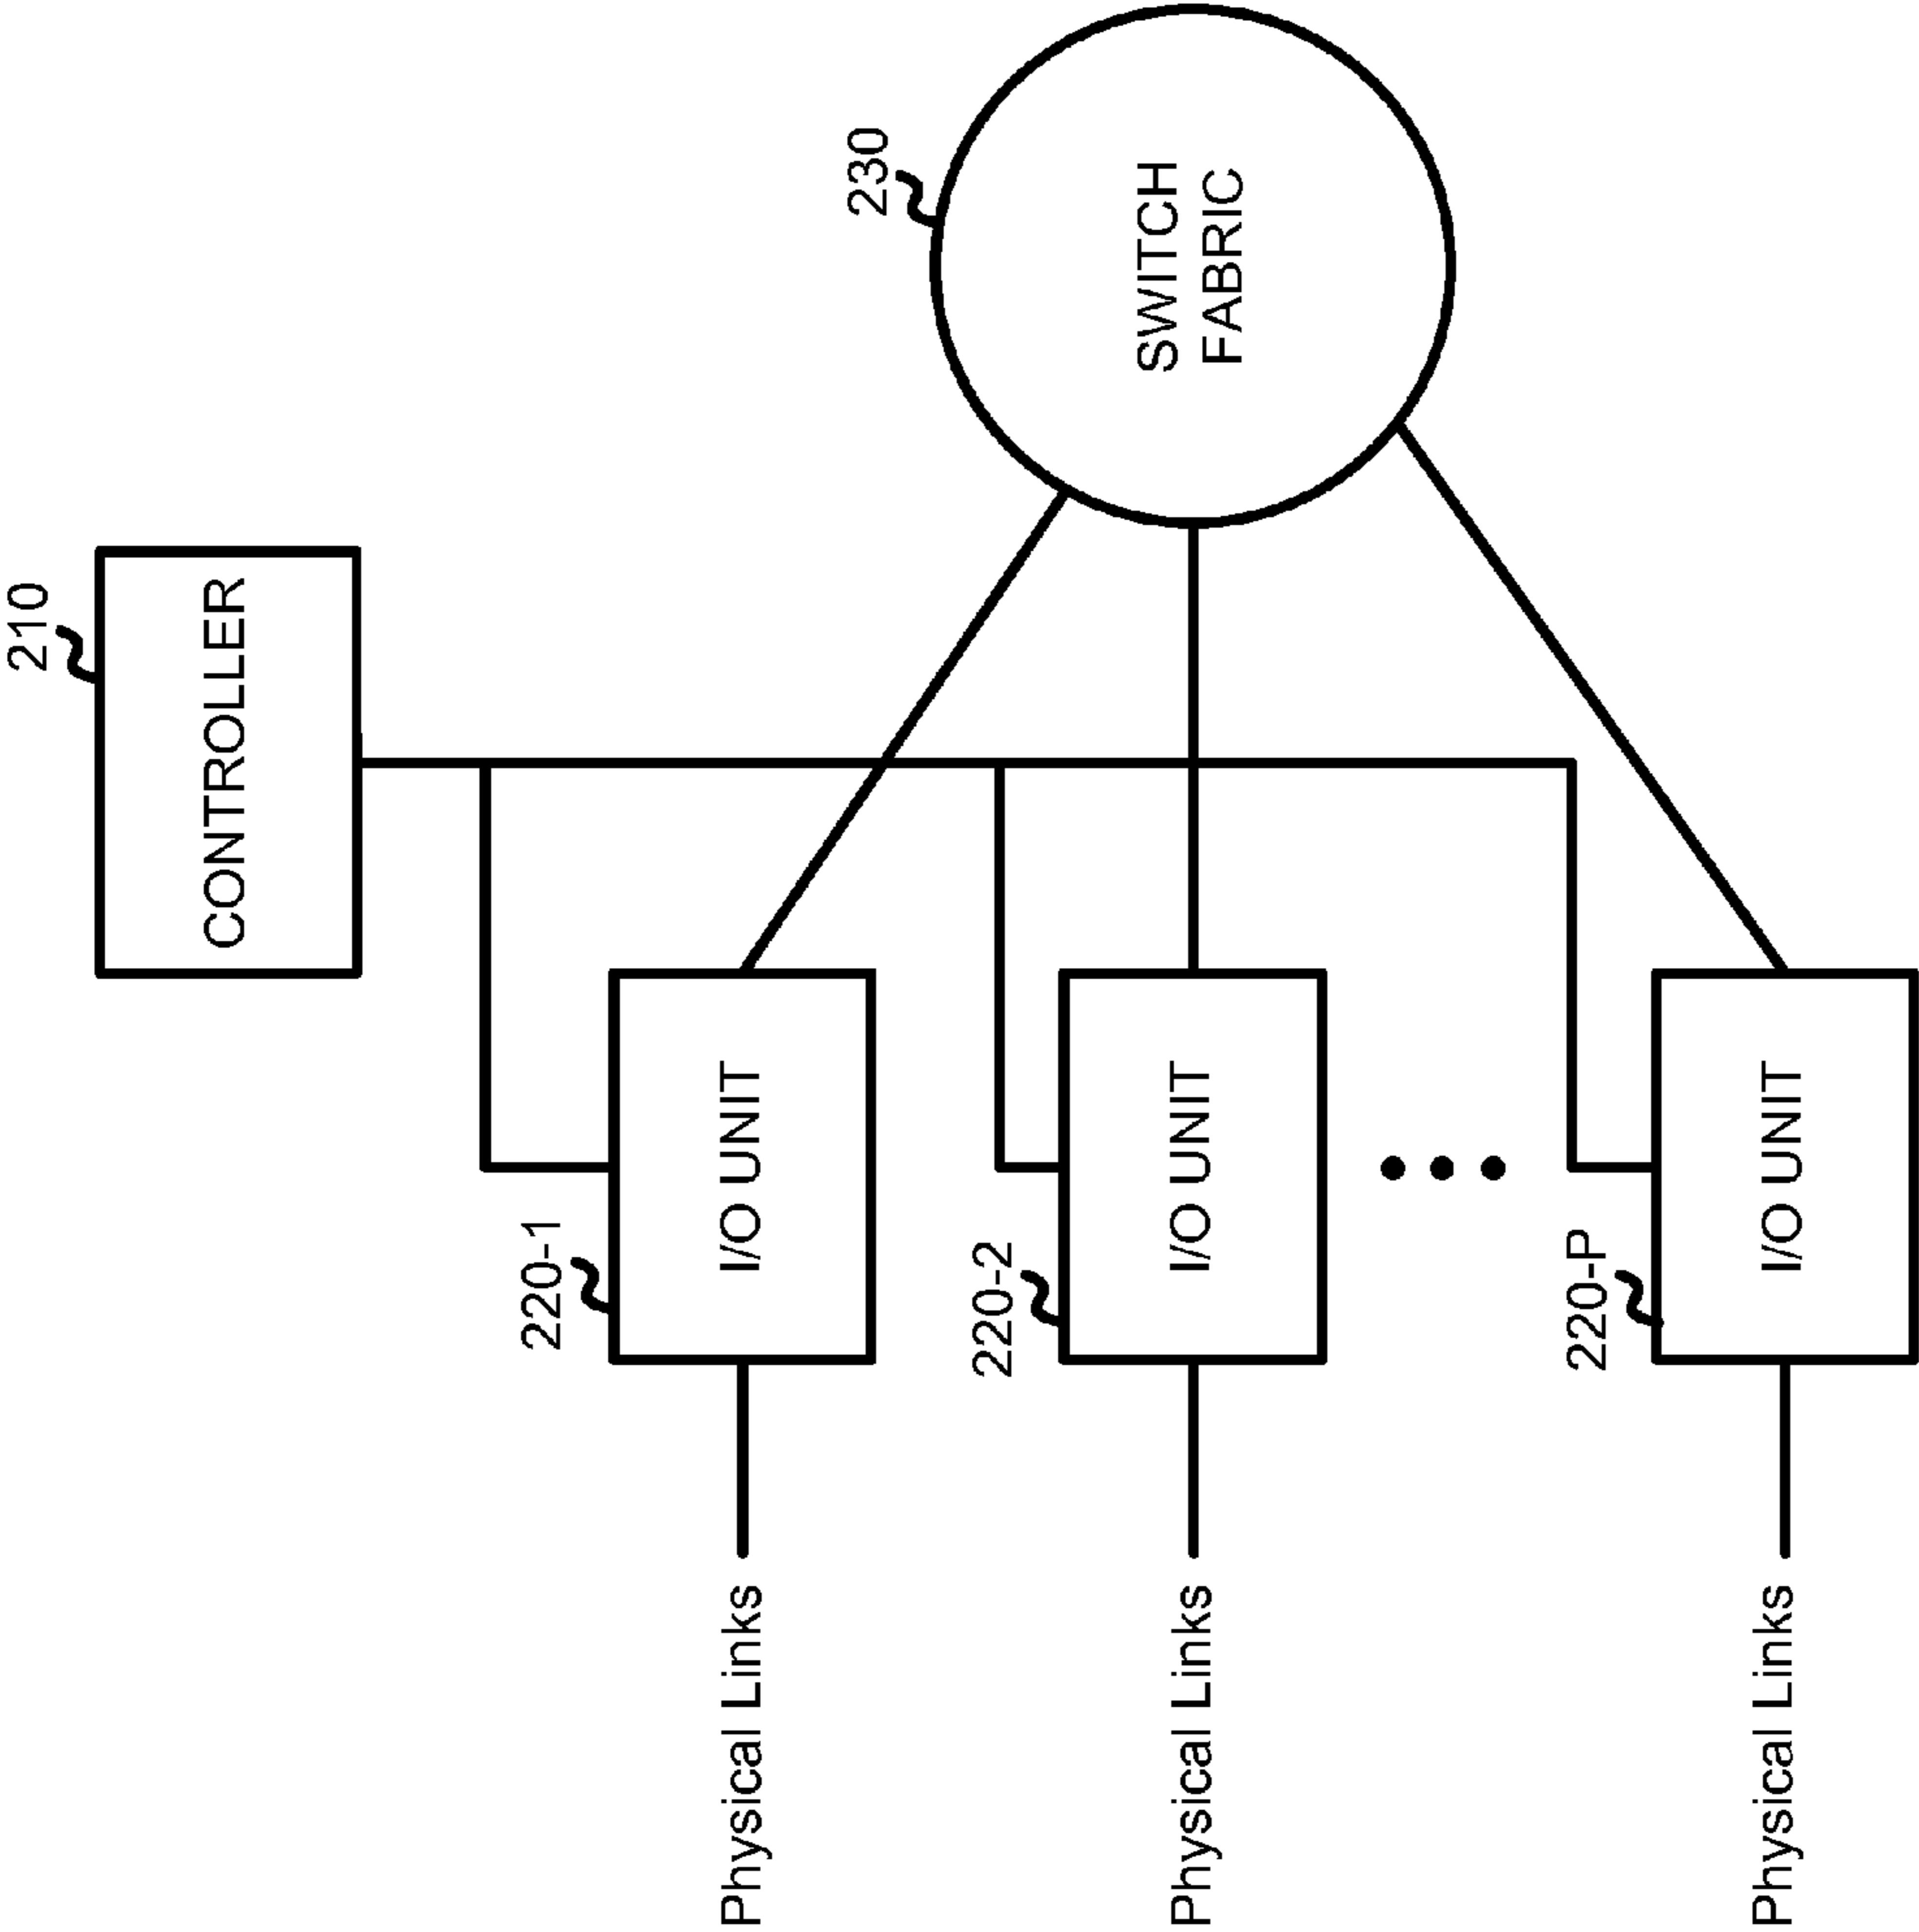 210
CONTROLLER
220-1
I/O UNIT
Physical Links
230
SWITCH
FABRIC
220-2
I/O UNIT
Physical Links
220-P
I/O UNIT
Physical Links